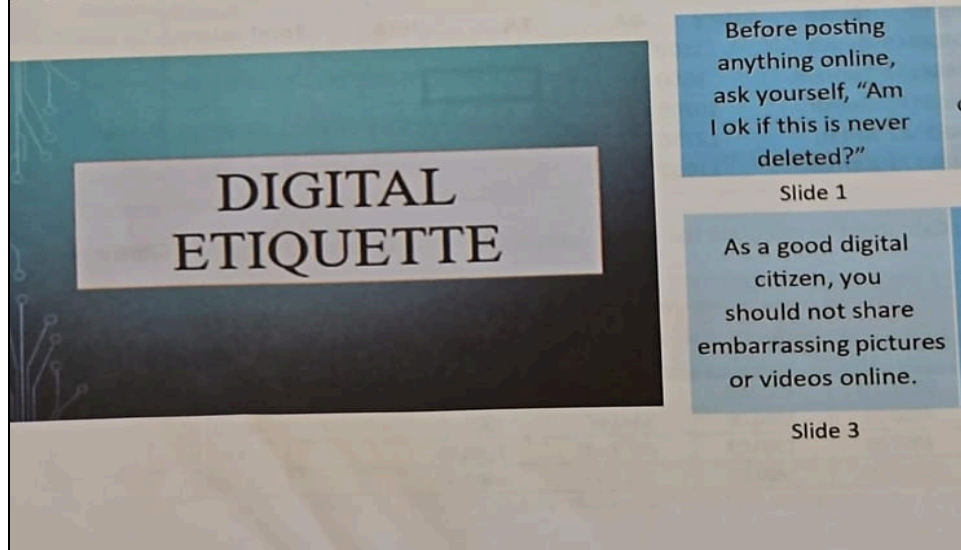 DIGITAL
ETIQUETTE
Before posting
anything online,
ask yourself, “Am
I ok if this is never
deleted?”
Slide 1
As a good digital
citizen, you
should not share
embarrassing pictures
or videos online.
Slide 3